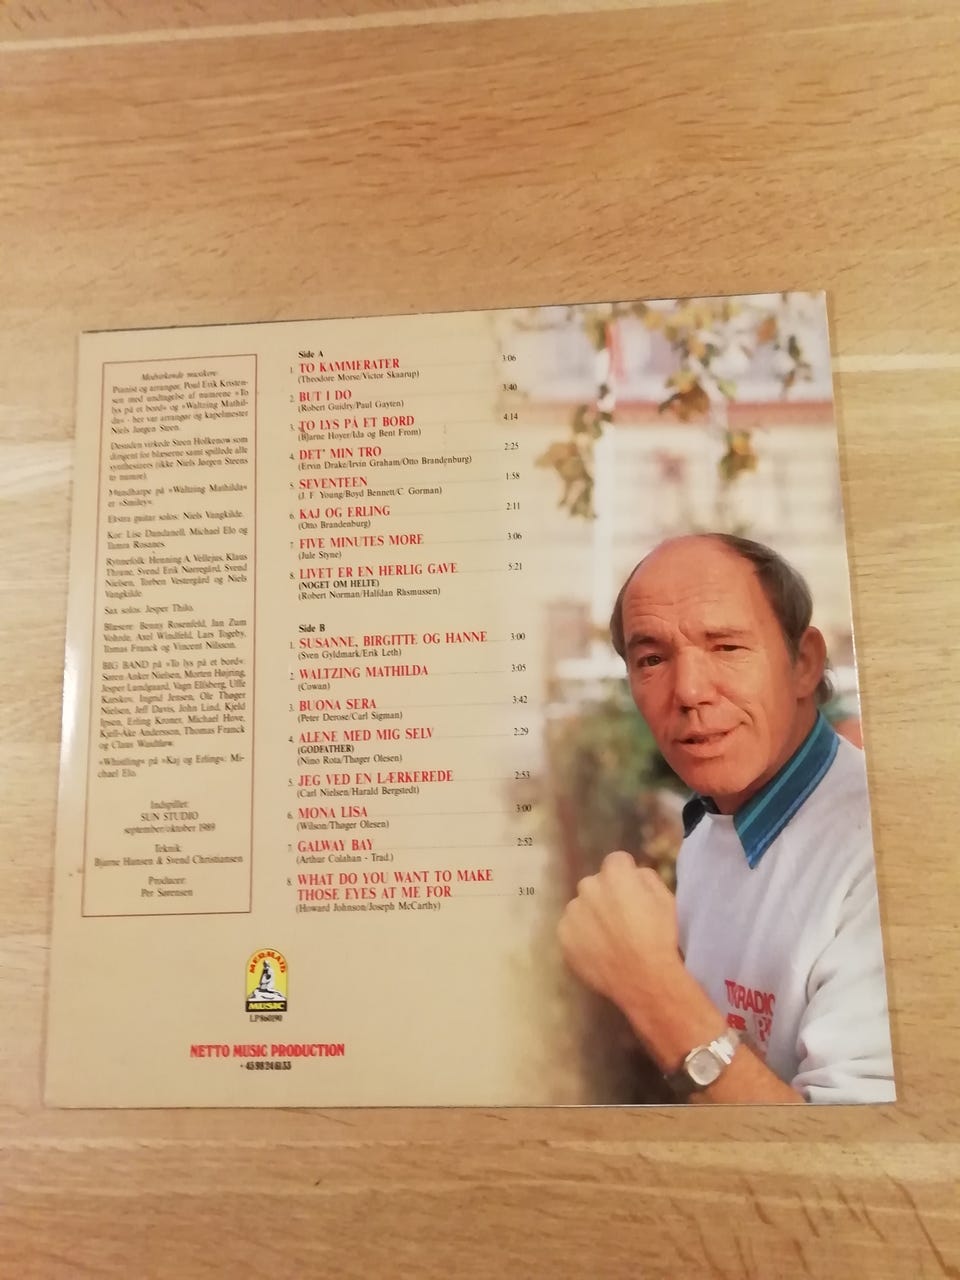 Medvirkende musikere:
Pianist og arrangør: Poul Erik Kristen-
sen med undtagelse af numrene »To
lys på et bord« og »Waltzing Mathil-
da« - her var arrangør og kapelmester
Niels Jørgen Steen.
Desuden virkede Steen Holkenow som
dirigent for blæserne samt spillede alle
synthesizers (ikke Niels Jørgen Steens
to numre).
Mundharpe på »Waltzing Mathilda«
er »Smiley«.
Ekstra guitar solos: Niels Vangkilde.
Kor: Lise Dandanell, Michael Elo og
Tamra Rosanes.
Rytmefolk: Henning A. Vellejus, Klaus
Thrane, Svend Erik Nørregård, Svend
Nielsen, Torben Vestergård og Niels
Vangkilde.
Sax solos: Jesper Thilo.
Blæsere: Benny Rosenfeld, Jan Zum
Vohrde, Axel Windfeld, Lars Togeby,
Tomas Franck og Vincent Nilsson.
BIG BAND på »To lys på et bord«:
Søren Anker Nielsen, Morten Højring,
Jesper Lundgaard, Vagn Elfsberg, Uffe
Karskov, Ingrid Jensen, Ole Thøger
Nielsen, Jeff Davis, John Lind, Kjeld
Ipsen, Erling Kroner, Michael Hove,
Kjell-Åke Andersson, Thomas Franck
og Claus
»Whistling« på »Kaj og Erling«: Mi-
chael Elo.
Indspillet:
SUN STUDIO
september/oktober 1989
Teknik:
Bjarne Hansen & Svend Christiansen
Producer:
Per Sørensen
Side A
1. TO KAMMERATER 3:06
(Theodore Morse/Victor Skaarup)
2. BUT I DO 3:40
(Robert Guidry/Paul Gayten)
3. TO LYS PÅ ET BORD 4:14
(Bjarne Hoyer/Ida og Bent From)
4. DET' MIN TRO 2:25
(Ervin Drake/Irvin Graham/Otto Brandenburg)
5. SEVENTEEN 1:58
(J. F. Young/Boyd Bennett/C. Gorman)
6. KAJ OG ERLING 2:11
(Otto Brandenburg)
7. FIVE MINUTES MORE 3:06
(Jule Styne)
8. LIVET ER EN HERLIG GAVE 5:21
(NOGET OM HELTE)
(Robert Norman/Halfdan Rasmussen)
Side B
1. SUSANNE, BIRGITTE OG HANNE 3:00
(Sven Gyldmark/Erik Leth)
2. WALTZING MATHILDA 3:05
(Cowan)
3. BUONA SERA 3:42
(Peter Derose/Carl Sigman)
4. ALENE MED MIG SELV 2:29
(GODFATHER)
(Nino Rota/Thøger Olesen)
5. JEG VED EN LÆRKEREDE 2:53
(Carl Nielsen/Harald Bergstedt)
6. MONA LISA 3:00
(Wilson/Thøger Olesen)
7. GALWAY BAY 2:52
(Arthur Colahan - Trad.)
8. WHAT DO YOU WANT TO MAKE
THOSE EYES AT ME FOR 3:10
(Howard Johnson/Joseph McCarthy)
MERMAID
MUSIC
LP 860190
NETTO MUSIC PRODUCTION
+ 45 98 24 61 33
RADIO